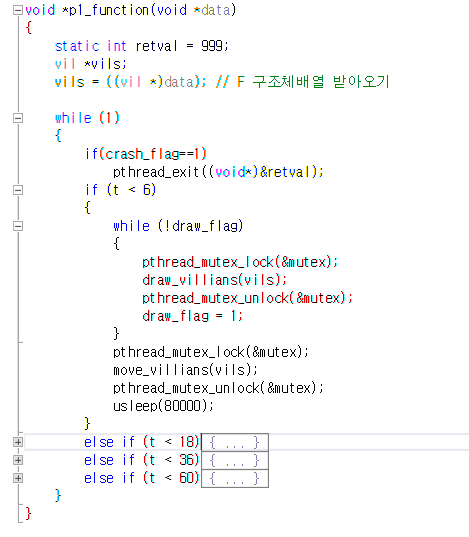 void *p1_function(void *data)
{
static int retval = 999;
vil *vils;
vils = ((vil *)data); // F 구조체배열 받아오기
while (1)
{
if(crash_flag==1)
pthread_exit((void*)&retval);
if (t < 6)
{
while (!draw_flag)
{
pthread_mutex_lock(&mutex);
draw_villians(vils);
pthread_mutex_unlock(&mutex);
draw_flag = 1;
}
pthread_mutex_lock(&mutex);
move_villians(vils);
pthread_mutex_unlock(&mutex);
usleep(80000);
}
else if (t < 18) { ... }
else if (t < 36) { ... }
else if (t < 60) { ... }
}
}